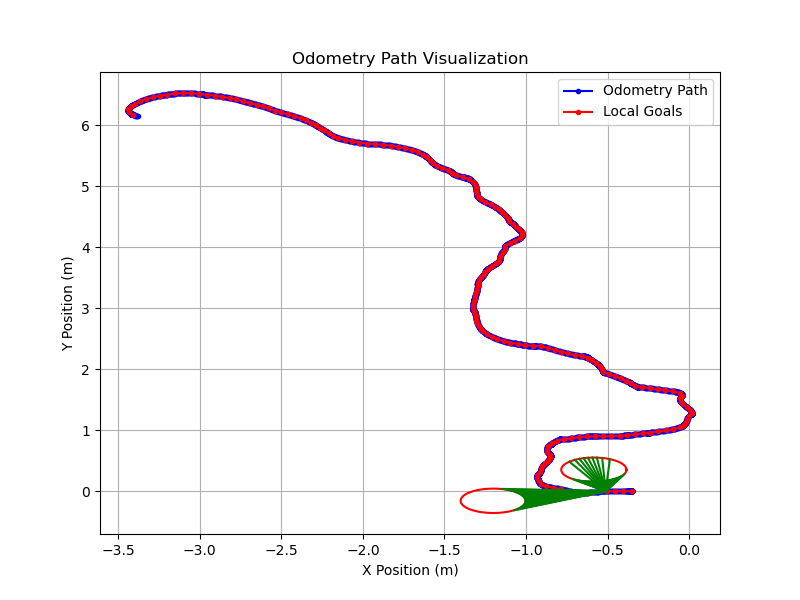 Odometry Path Visualization
Odometry Path
Local Goals
Y Position (m)
6
5
4
3
2
1
0
−3.5 −3.0 −2.5 −2.0 −1.5 −1.0 −0.5 0.0
X Position (m)